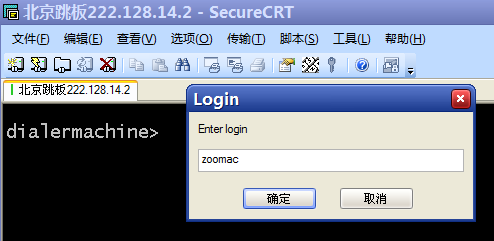 北京跳板222.128.14.2 - SecureCRT
文件(F) 编辑(E) 查看(V) 选项(O) 传输(T) 脚本(S) 工具(L) 帮助(H)
北京跳板222.128.14.2
dialermachine>
Login
Enter login
zoomac
确定 取消